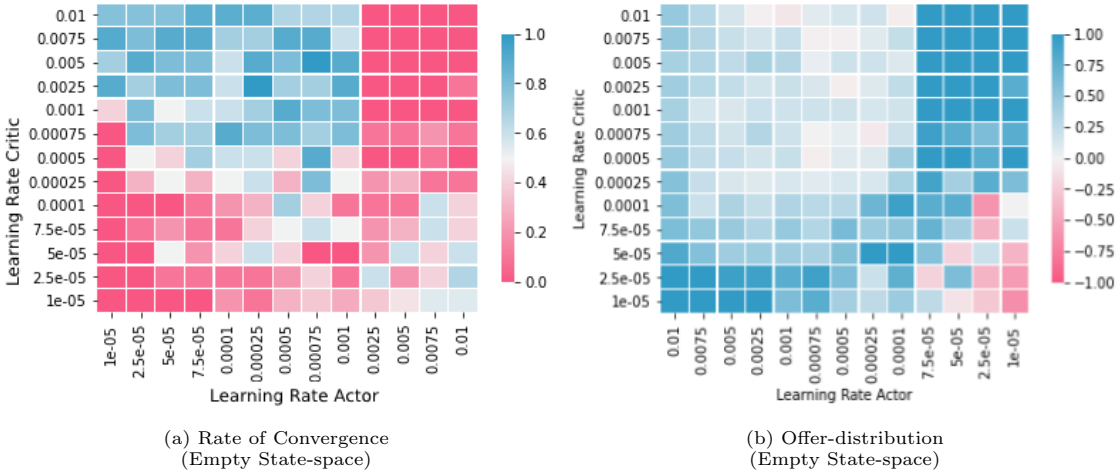 0.01
0.0075
0.005
0.0025
0.001
0.00075
0.0005
0.00025
0.0001
7.5e-05
5e-05
2.5e-05
1e-05
Learning Rate Critic
1e-05
2.5e-05
5e-05
7.5e-05
0.0001
0.00025
0.0005
0.00075
0.001
0.0025
0.005
0.0075
0.01
Learning Rate Actor
1.0
0.8
0.6
0.4
0.2
0.0
(a) Rate of Convergence
(Empty State-space)
0.01
0.0075
0.005
0.0025
0.001
0.00075
0.0005
0.00025
0.0001
7.5e-05
5e-05
2.5e-05
1e-05
Learning Rate Critic
0.01
0.0075
0.005
0.0025
0.001
0.00075
0.0005
0.00025
0.0001
7.5e-05
5e-05
2.5e-05
1e-05
Learning Rate Actor
1.00
0.75
0.50
0.25
0.00
−0.25
−0.50
−0.75
−1.00
(b) Offer-distribution
(Empty State-space)